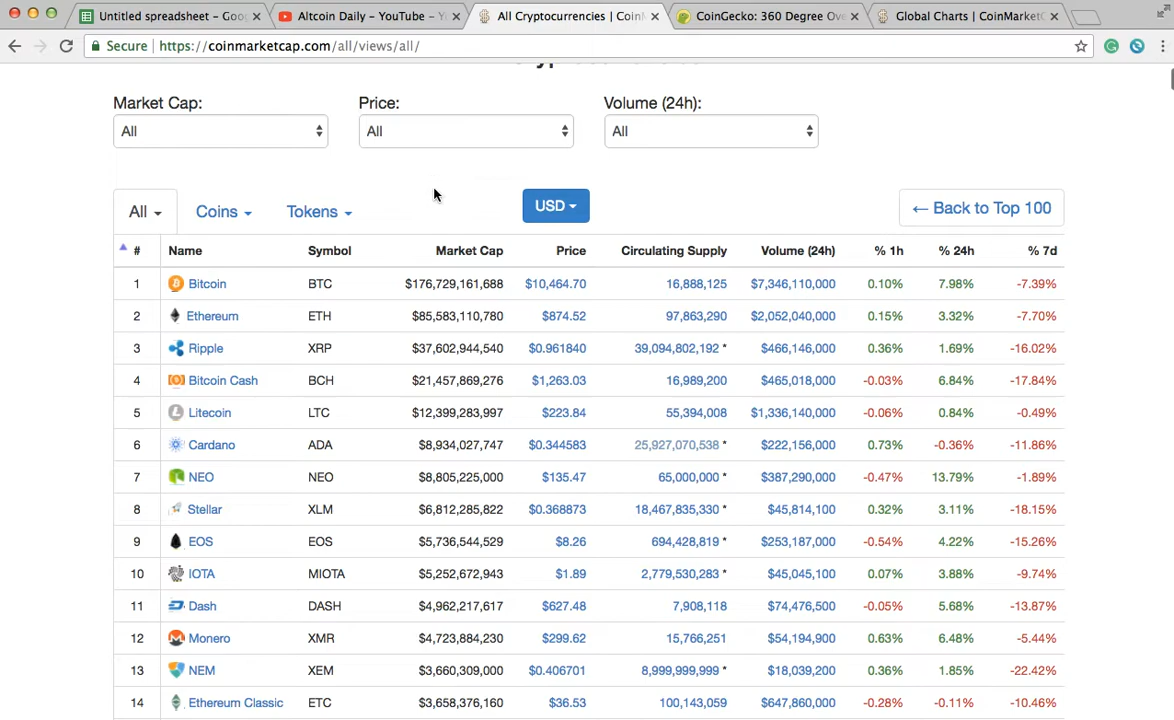 Untitled spreadsheet – Goo
Altcoin Daily – YouTube – Y
All Cryptocurrencies | CoinM
CoinGecko: 360 Degree Ov
Global Charts | CoinMarketC
Secure https://coinmarketcap.com/all/views/all/
Market Cap: Price: Volume (24h):
All All All
All Coins Tokens USD ← Back to Top 100
# Name Symbol Market Cap Price Circulating Supply Volume (24h) % 1h % 24h % 7d
1 Bitcoin BTC $176,729,161,688 $10,464.70 16,888,125 $7,346,110,000 0.10% 7.98% -7.39%
2 Ethereum ETH $85,583,110,780 $874.52 97,863,290 $2,052,040,000 0.15% 3.32% -7.70%
3 Ripple XRP $37,602,944,540 $0.961840 39,094,802,192 * $466,146,000 0.36% 1.69% -16.02%
4 Bitcoin Cash BCH $21,457,869,276 $1,263.03 16,989,200 $465,018,000 -0.03% 6.84% -17.84%
5 Litecoin LTC $12,399,283,997 $223.84 55,394,008 $1,336,140,000 -0.06% 0.84% -0.49%
6 Cardano ADA $8,934,027,747 $0.344583 25,927,070,538 * $222,156,000 0.73% -0.36% -11.86%
7 NEO NEO $8,805,225,000 $135.47 65,000,000 * $387,290,000 -0.47% 13.79% -1.89%
8 Stellar XLM $6,812,285,822 $0.368873 18,467,835,330 * $45,814,100 0.32% 3.11% -18.15%
9 EOS EOS $5,736,544,529 $8.26 694,428,819 * $253,187,000 -0.54% 4.22% -15.26%
10 IOTA MIOTA $5,252,672,943 $1.89 2,779,530,283 * $45,045,100 0.07% 3.88% -9.74%
11 Dash DASH $4,962,217,617 $627.48 7,908,118 $74,476,500 -0.05% 5.68% -13.87%
12 Monero XMR $4,723,884,230 $299.62 15,766,251 $54,194,900 0.63% 6.48% -5.44%
13 NEM XEM $3,660,309,000 $0.406701 8,999,999,999 * $18,039,200 0.36% 1.85% -22.42%
14 Ethereum Classic ETC $3,658,376,160 $36.53 100,143,059 $647,860,000 -0.28% -0.11% -10.46%